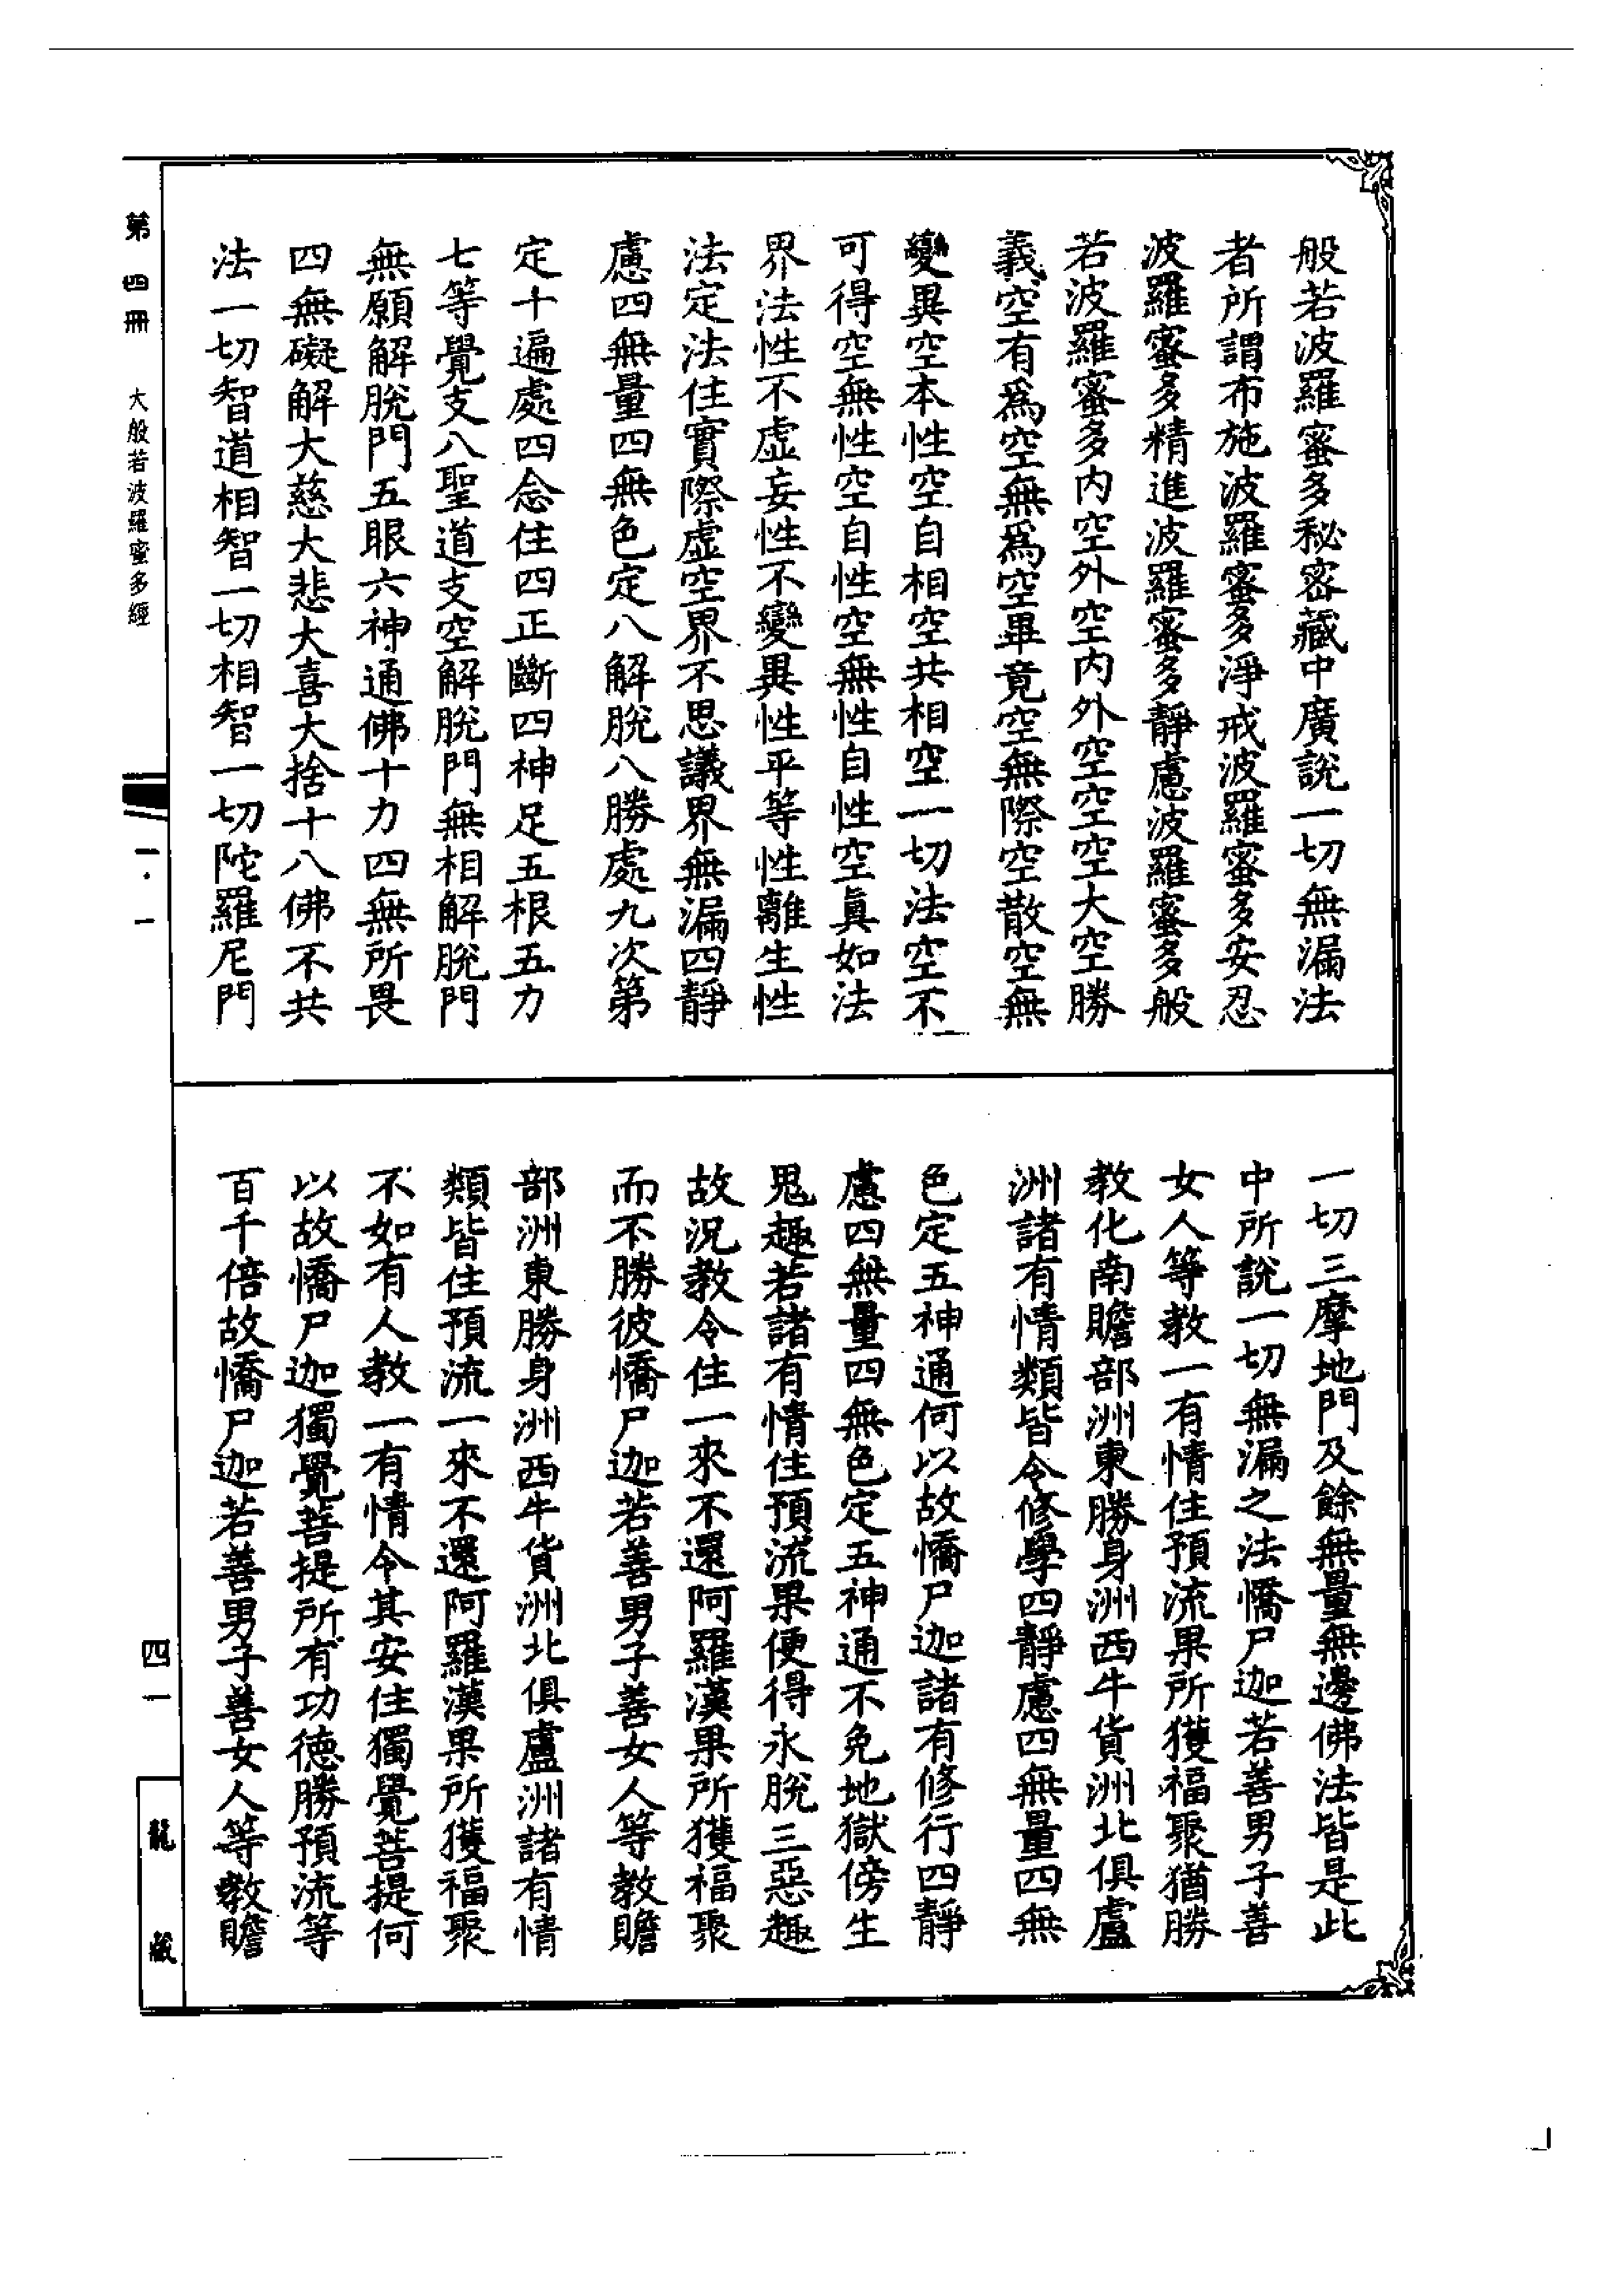 般若波羅蜜多秘密藏中廣說一切無漏法
者所謂布施波羅蜜多淨戒波羅蜜多安忍
波羅蜜多精進波羅蜜多靜慮波羅蜜多般
若波羅蜜多內空外空內外空空空大空勝
義空有爲空無爲空畢竟空無際空散空無
變異空本性空自相空共相空一切法空不
可得空無性空自性空無性自性空眞如法
界法性不虛妄性不變異性平等性離生性
法定法住實際虛空界不思議界無漏四靜
慮四無量四無色定八解脫八勝處九次第
定十遍處四念住四正斷四神足五根五力
七等覺支八聖道支空解脫門無相解脫門
無願解脫門五眼六神通佛十力四無所畏
四無礙解大慈大悲大喜大捨十八佛不共
法一切智道相智一切相智一切陀羅尼門
一切三摩地門及餘無量無邊佛法皆是此
中所說一切無漏之法憍尸迦若善男子善
女人等教一有情住預流果所獲福聚猶勝
教化南贍部洲東勝身洲西牛貨洲北俱盧
洲諸有情類皆令修學四靜慮四無量四無
色定五神通何以故憍尸迦諸有修行四靜
慮四無量四無色定五神通不免地獄傍生
鬼趣若諸有情住預流果便得永脫三惡趣
故況教令住一來不還阿羅漢果所獲福聚
而不勝彼憍尸迦若善男子善女人等教贍
部洲東勝身洲西牛貨洲北俱盧洲諸有情
類皆住預流一來不還阿羅漢果所獲福聚
不如有人教一有情令其安住獨覺菩提何
以故憍尸迦獨覺菩提所有功德勝預流等
百千倍故憍尸迦若善男子善女人等教贍
第四冊 大般若波羅蜜多經
一·一
四一
龍藏